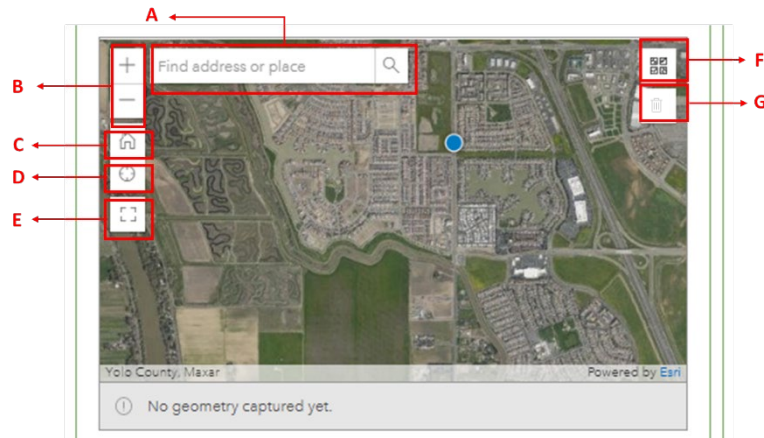 A
Find address or place
B
C
D
E
F
G
Yolo County, Maxar
Powered by Esri
No geometry captured yet.